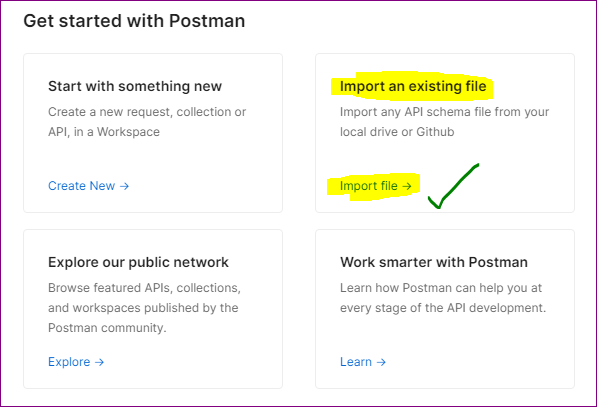 Get started with Postman
Start with something new
Create a new request, collection or
API, in a Workspace
Create New →
Import an existing file
Import any API schema file from your
local drive or Github
Import file →
Explore our public network
Browse featured APIs, collections,
and workspaces published by the
Postman community.
Explore →
Work smarter with Postman
Learn how Postman can help you at
every stage of the API development.
Learn →